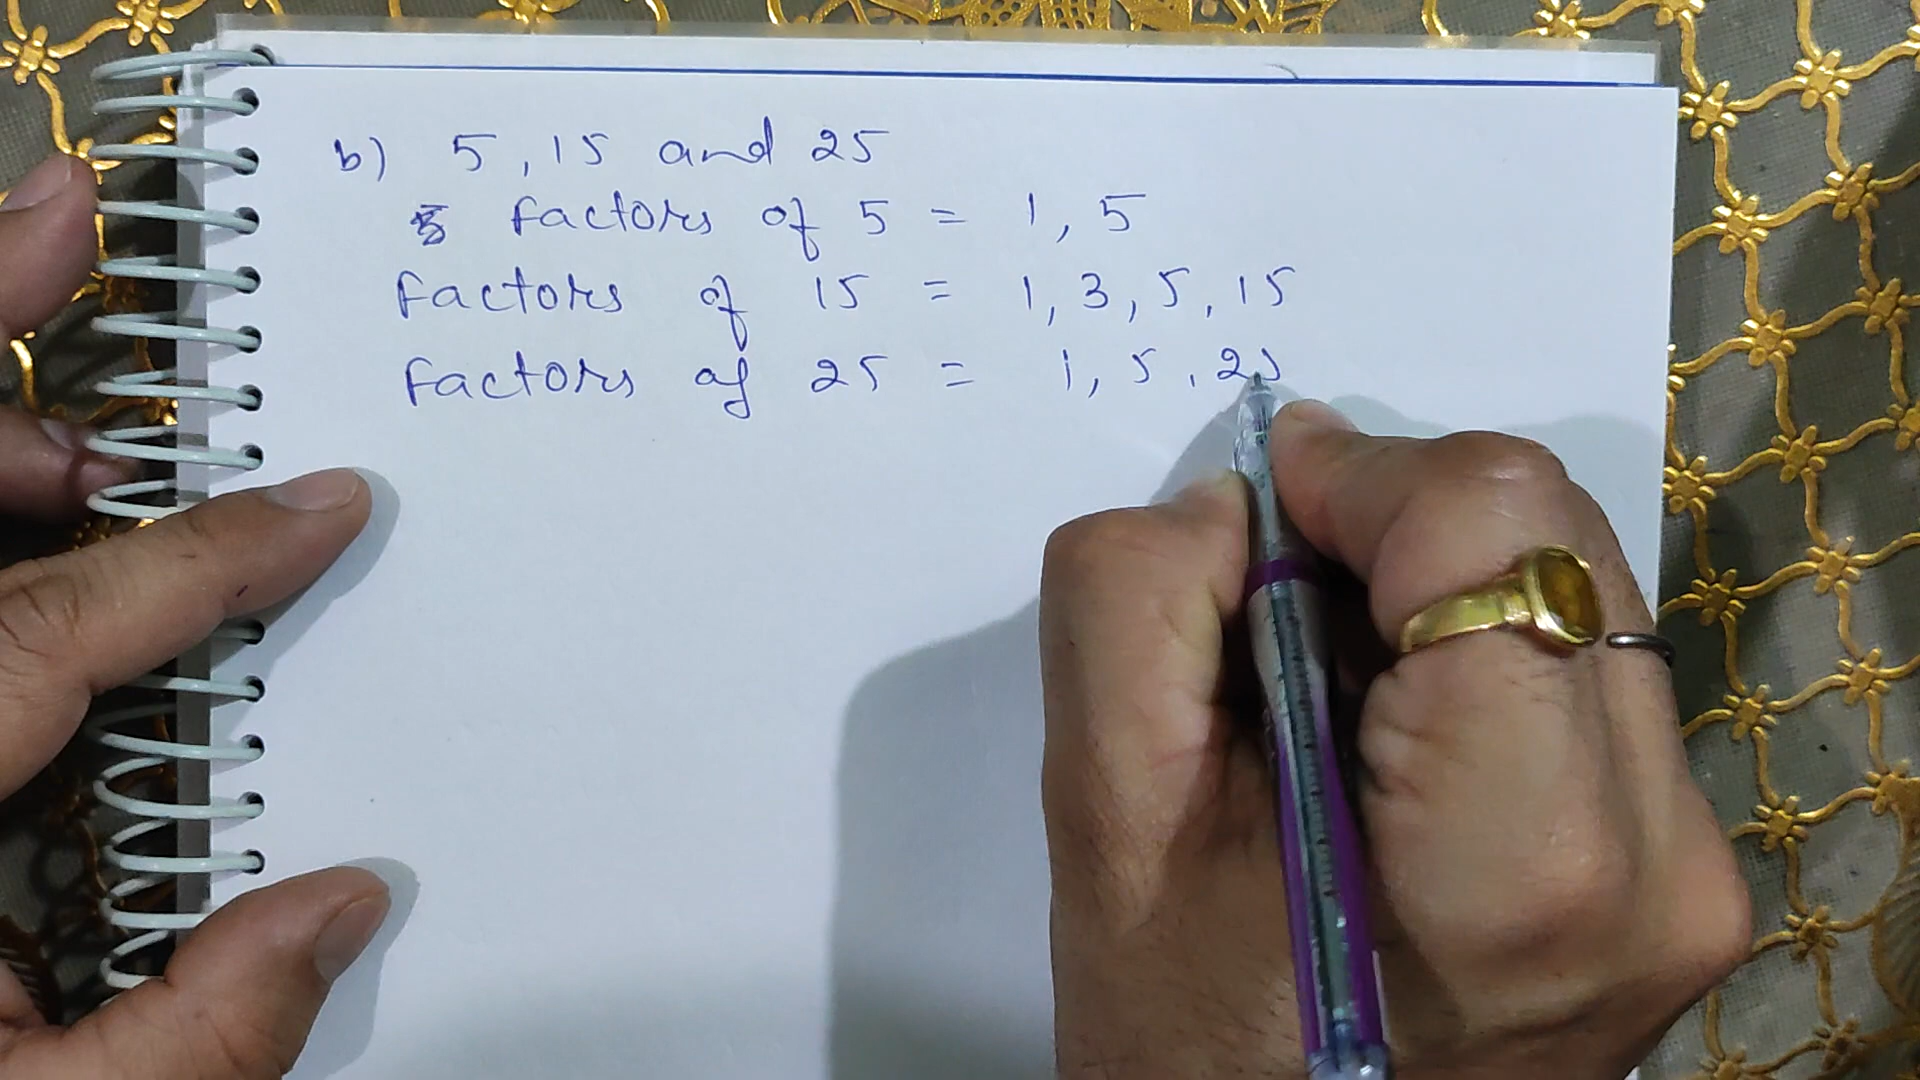 b) 5, 15 and 25
factors of 5 = 1, 5
factors of 15 = 1, 3, 5, 15
factors of 25 = 1, 5, 25